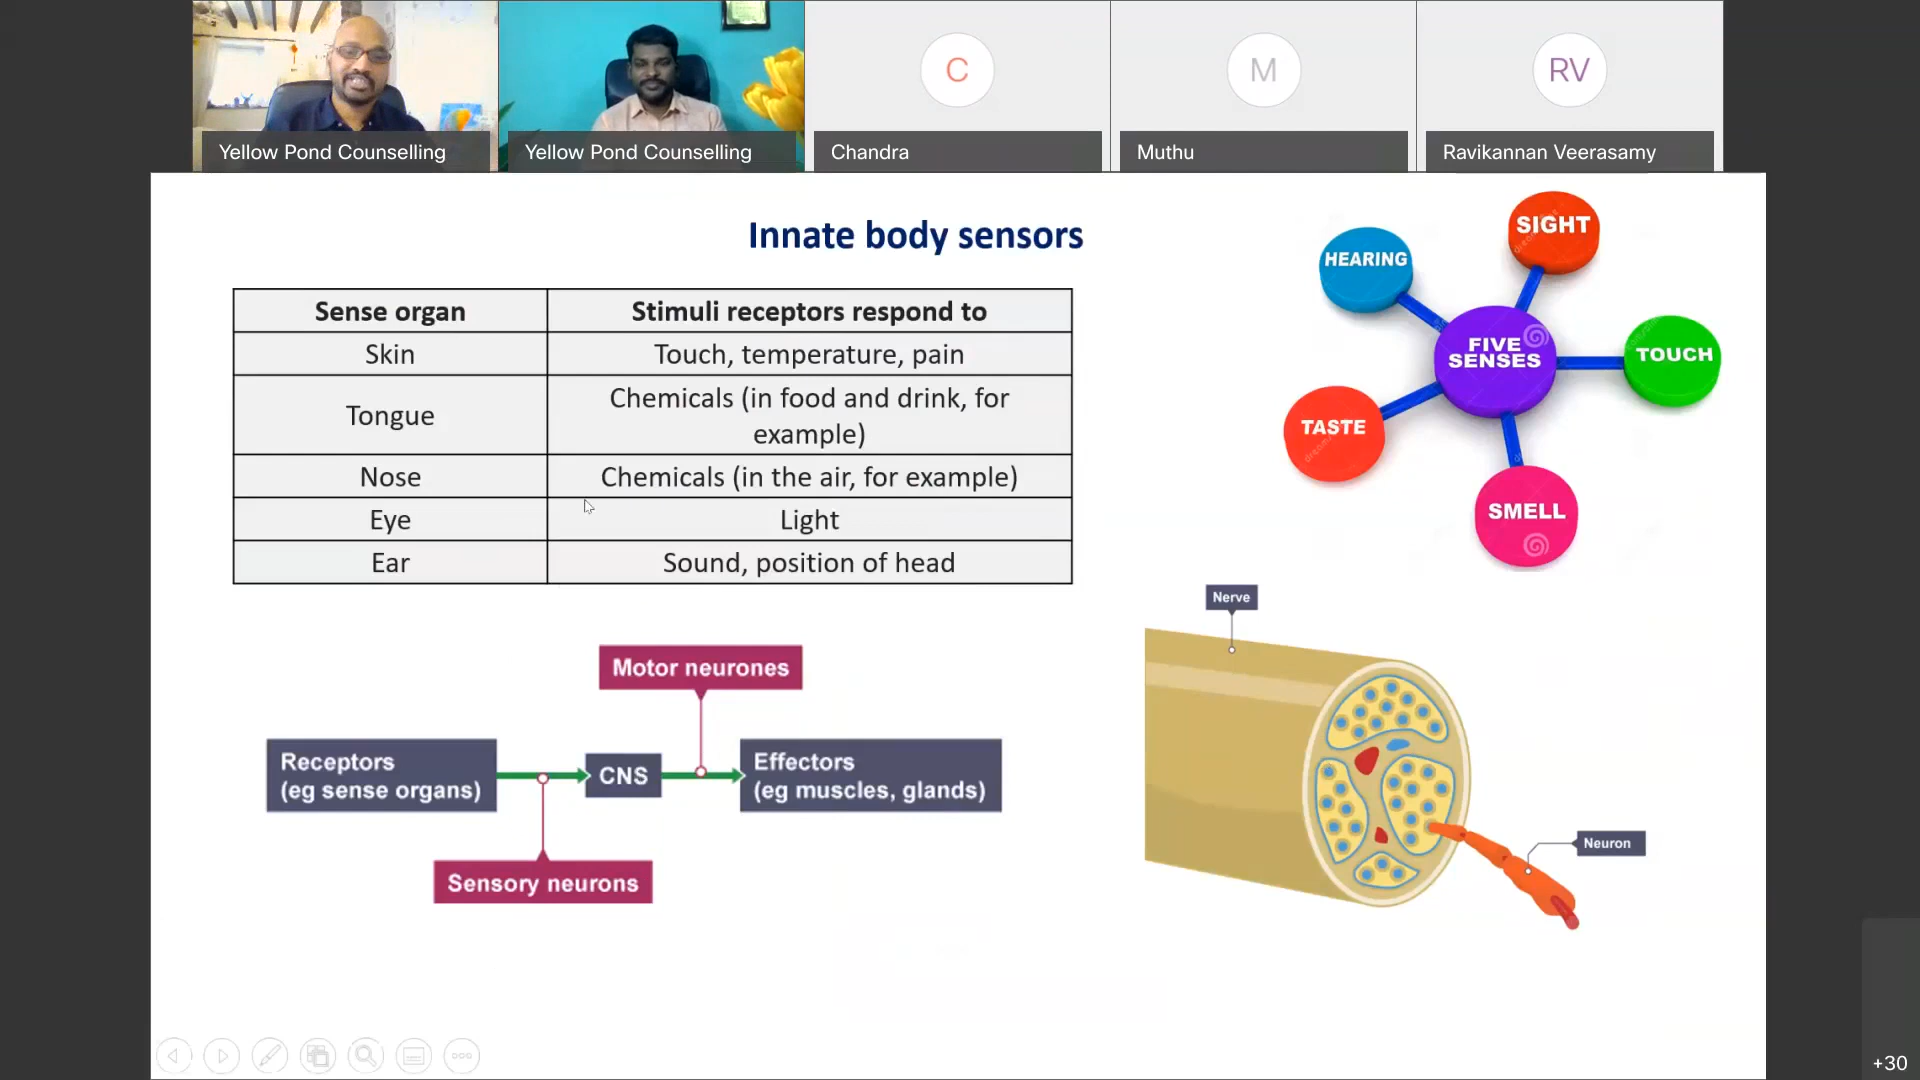 C
M
RV
Yellow Pond Counselling
Yellow Pond Counselling
Chandra
Muthu
Ravikannan Veerasamy
Innate body sensors
Sense organ
Stimuli receptors respond to
Skin
Touch, temperature, pain
Tongue
Chemicals (in food and drink, for
example)
Nose
Chemicals (in the air, for example)
Eye
Light
Ear
Sound, position of head
SIGHT
HEARING
FIVE
SENSES
TOUCH
TASTE
SMELL
Motor neurones
Receptors
(eg sense organs)
CNS
Effectors
(eg muscles, glands)
Sensory neurons
Nerve
Neuron
+30